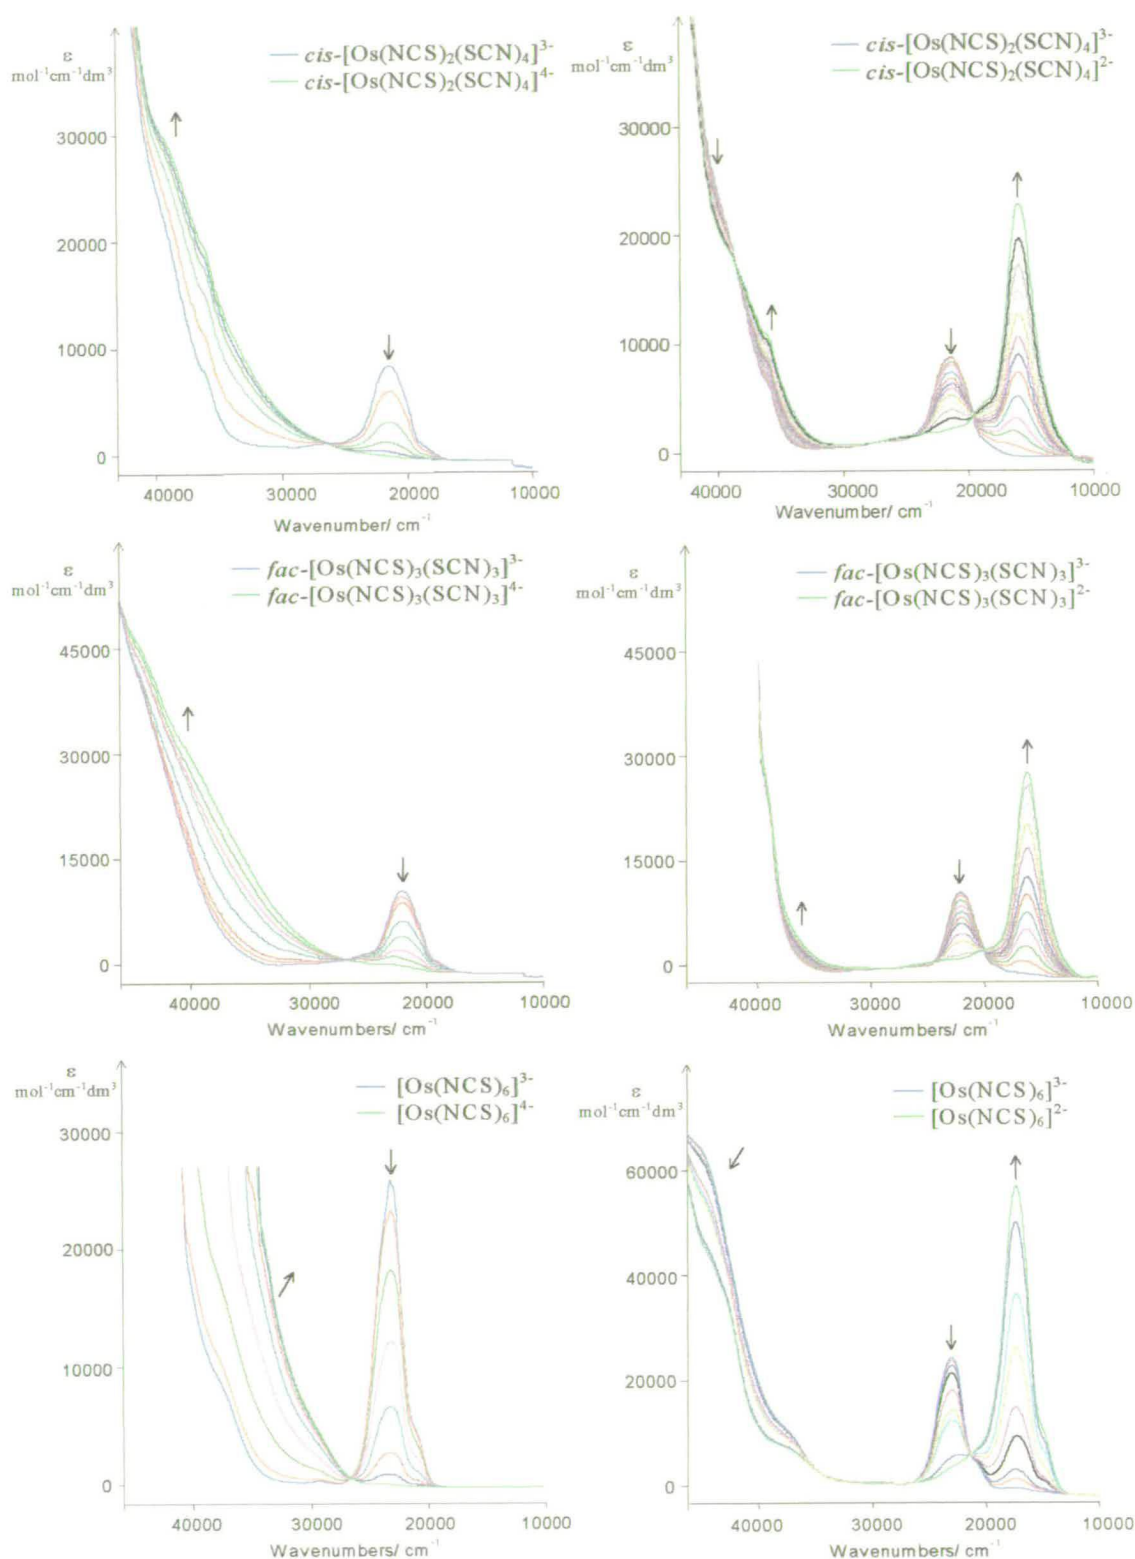 ε
mol⁻¹cm⁻¹dm³
cis-[Os(NCS)₂(SCN)₄]³⁻
cis-[Os(NCS)₂(SCN)₄]⁴⁻
30000
20000
10000
0
40000 30000 20000 10000
Wavenumber/ cm⁻¹
ε
mol⁻¹cm⁻¹dm³
cis-[Os(NCS)₂(SCN)₄]³⁻
cis-[Os(NCS)₂(SCN)₄]²⁻
30000
20000
10000
0
40000 30000 20000 10000
Wavenumber/ cm⁻¹
ε
mol⁻¹cm⁻¹dm³
fac-[Os(NCS)₃(SCN)₃]³⁻
fac-[Os(NCS)₃(SCN)₃]⁴⁻
45000
30000
15000
0
40000 30000 20000 10000
Wavenumbers/ cm⁻¹
ε
mol⁻¹cm⁻¹dm³
fac-[Os(NCS)₃(SCN)₃]³⁻
fac-[Os(NCS)₃(SCN)₃]²⁻
45000
30000
15000
0
40000 30000 20000 10000
Wavenumbers/ cm⁻¹
ε
mol⁻¹cm⁻¹dm³
[Os(NCS)₆]³⁻
[Os(NCS)₆]⁴⁻
30000
20000
10000
0
40000 30000 20000 10000
Wavenumbers/ cm⁻¹
ε
mol⁻¹cm⁻¹dm³
[Os(NCS)₆]³⁻
[Os(NCS)₆]²⁻
60000
40000
20000
0
40000 30000 20000 10000
Wavenumbers/ cm⁻¹